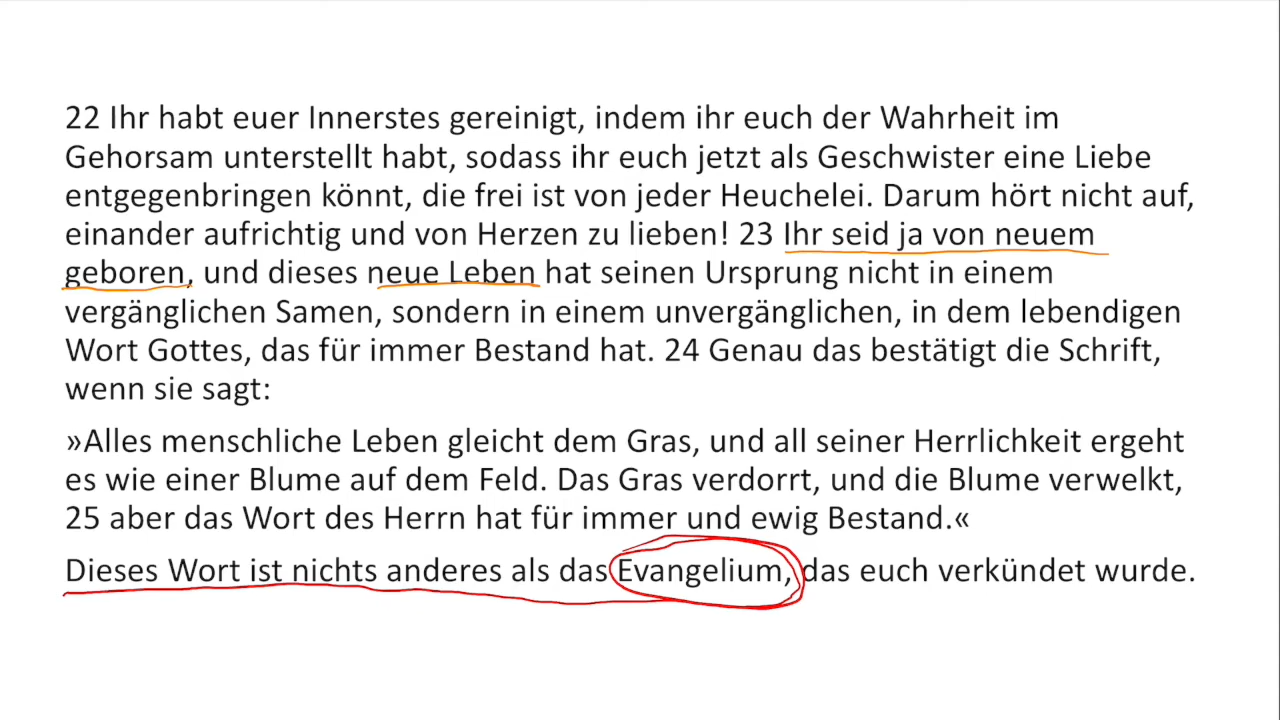 22 Ihr habt euer Innerstes gereinigt, indem ihr euch der Wahrheit im
Gehorsam unterstellt habt, sodass ihr euch jetzt als Geschwister eine Liebe
entgegenbringen könnt, die frei ist von jeder Heuchelei. Darum hört nicht auf,
einander aufrichtig und von Herzen zu lieben! 23 Ihr seid ja von neuem
geboren, und dieses neue Leben hat seinen Ursprung nicht in einem
vergänglichen Samen, sondern in einem unvergänglichen, in dem lebendigen
Wort Gottes, das für immer Bestand hat. 24 Genau das bestätigt die Schrift,
wenn sie sagt:
»Alles menschliche Leben gleicht dem Gras, und all seiner Herrlichkeit ergeht
es wie einer Blume auf dem Feld. Das Gras verdorrt, und die Blume verwelkt,
25 aber das Wort des Herrn hat für immer und ewig Bestand.«
Dieses Wort ist nichts anderes als das Evangelium, das euch verkündet wurde.